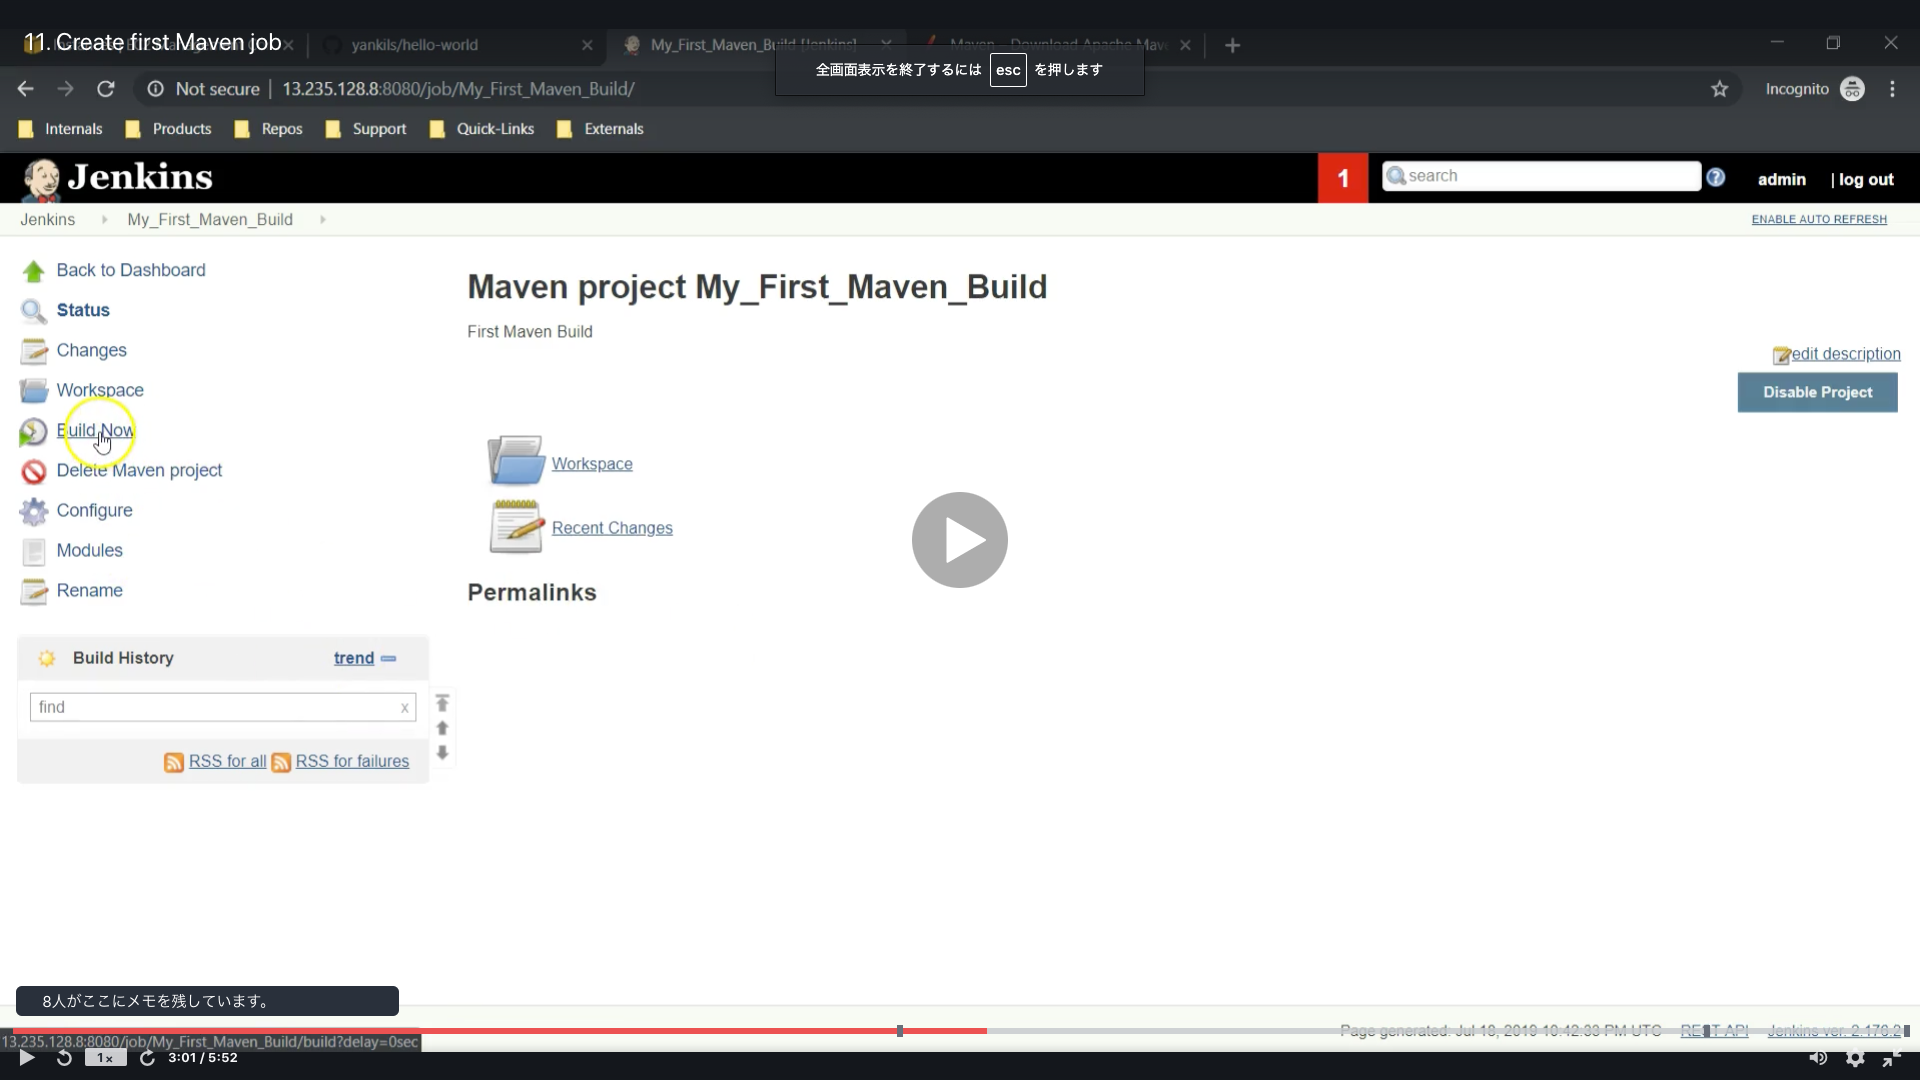 11. Create first Maven job
yankils/hello-world
My_First_Maven_Build [Jenkins]
Maven – Download Apache Mav
全画面表示を終了するには esc を押します
Not secure 13.235.128.8:8080/job/My_First_Maven_Build/
Incognito
Internals Products Repos Support Quick-Links Externals
Jenkins
1
search
admin | log out
Jenkins My_First_Maven_Build
ENABLE AUTO REFRESH
Back to Dashboard
Status
Changes
Workspace
Build Now
Delete Maven project
Configure
Modules
Rename
Maven project My_First_Maven_Build
First Maven Build
edit description
Disable Project
Workspace
Recent Changes
Permalinks
Build History trend
find x
RSS for all RSS for failures
8人がここにメモを残しています。
Page generated: Jul 18, 2019 10:42:33 PM UTC REST API Jenkins ver. 2.176.2
13.235.128.8:8080/job/My_First_Maven_Build/build?delay=0sec
1x 3:01 / 5:52